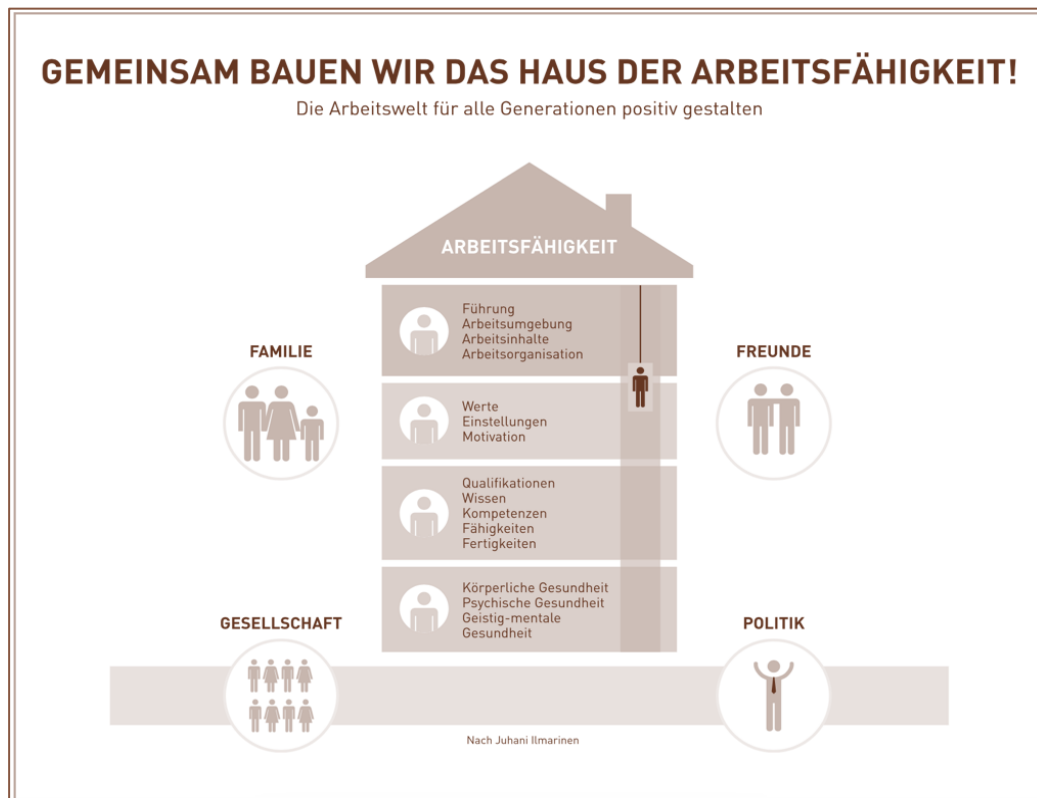 GEMEINSAM BAUEN WIR DAS HAUS DER ARBEITSFÄHIGKEIT!
Die Arbeitswelt für alle Generationen positiv gestalten
ARBEITSFÄHIGKEIT
Führung
Arbeitsumgebung
Arbeitsinhalte
Arbeitsorganisation
FAMILIE
FREUNDE
Werte
Einstellungen
Motivation
Qualifikationen
Wissen
Kompetenzen
Fähigkeiten
Fertigkeiten
Körperliche Gesundheit
Psychische Gesundheit
Geistig-mentale
Gesundheit
GESELLSCHAFT
POLITIK
Nach Juhani Ilmarinen